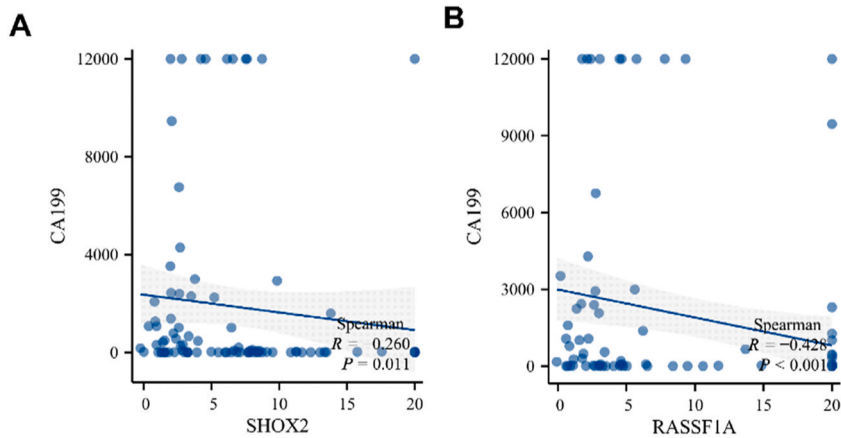 A
12000
8000
4000
0
CA199
Spearman
R = 0.260
P = 0.011
0 5 10 15 20
SHOX2
B
12000
9000
6000
3000
0
CA199
Spearman
R = −0.428
P < 0.001
0 5 10 15 20
RASSF1A